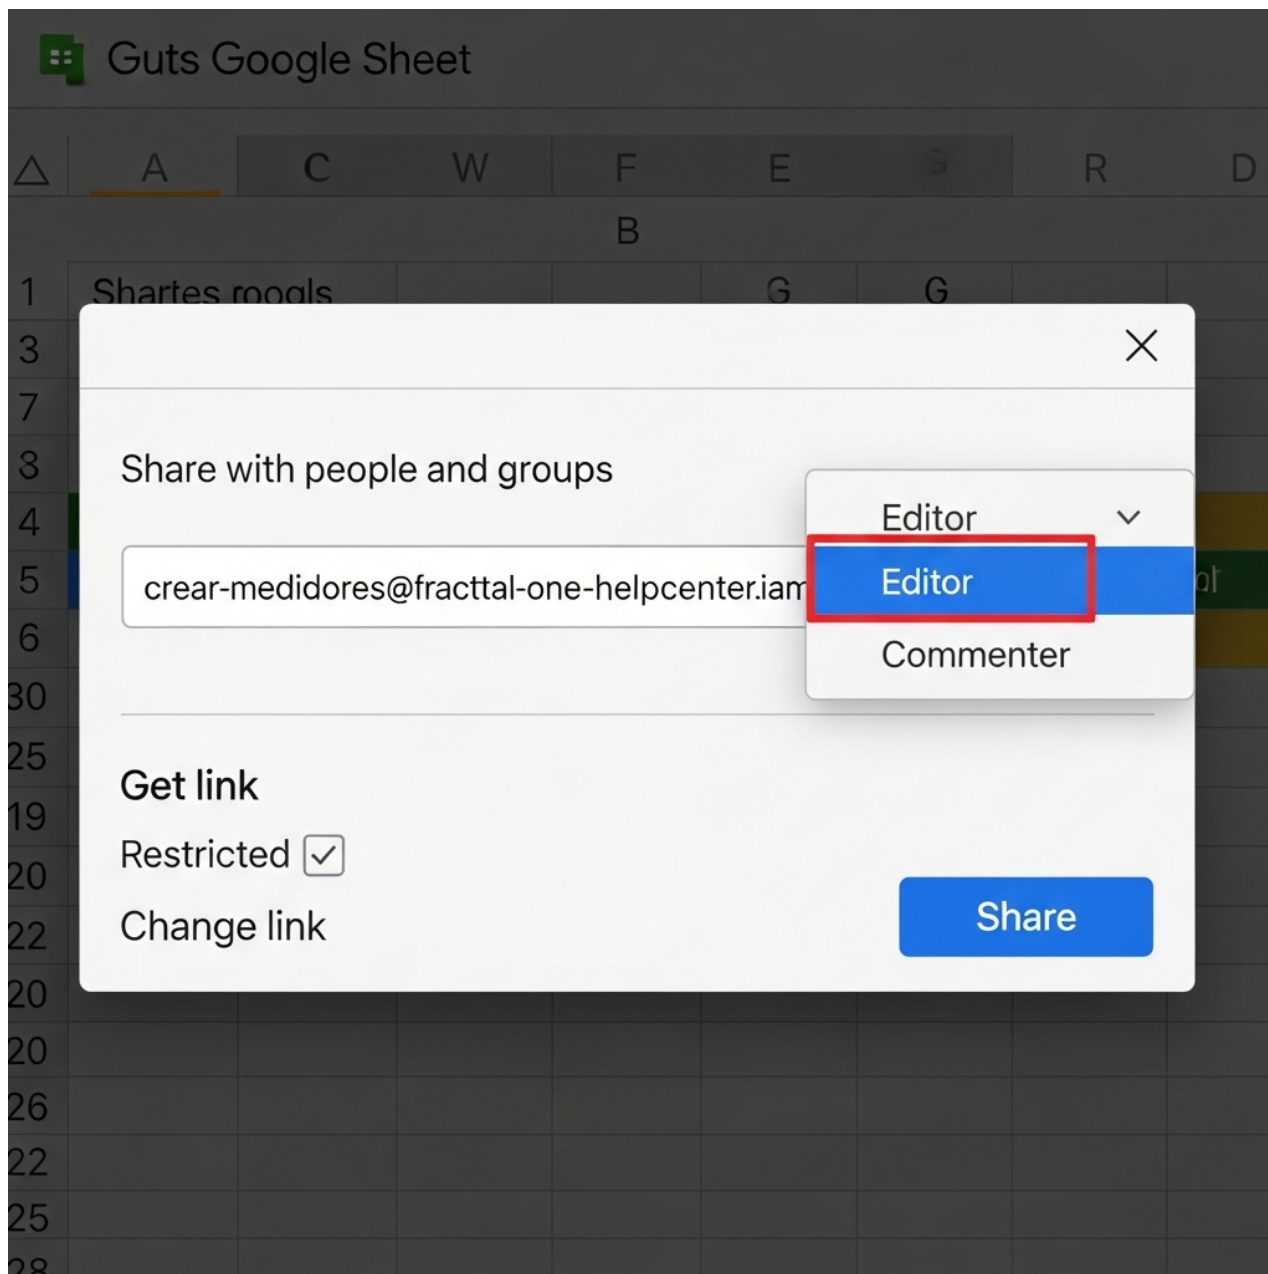 Guts Google Sheet
A C W F E S R D
B
1 Shartes roogls G G
3
7
3
4
5
6
30
25
19
20
22
20
20
26
22
25
28
Share with people and groups
Editor
crear-medidores@fracttal-one-helpcenter.iam
Editor
Commenter
Get link
Restricted
Change link
Share